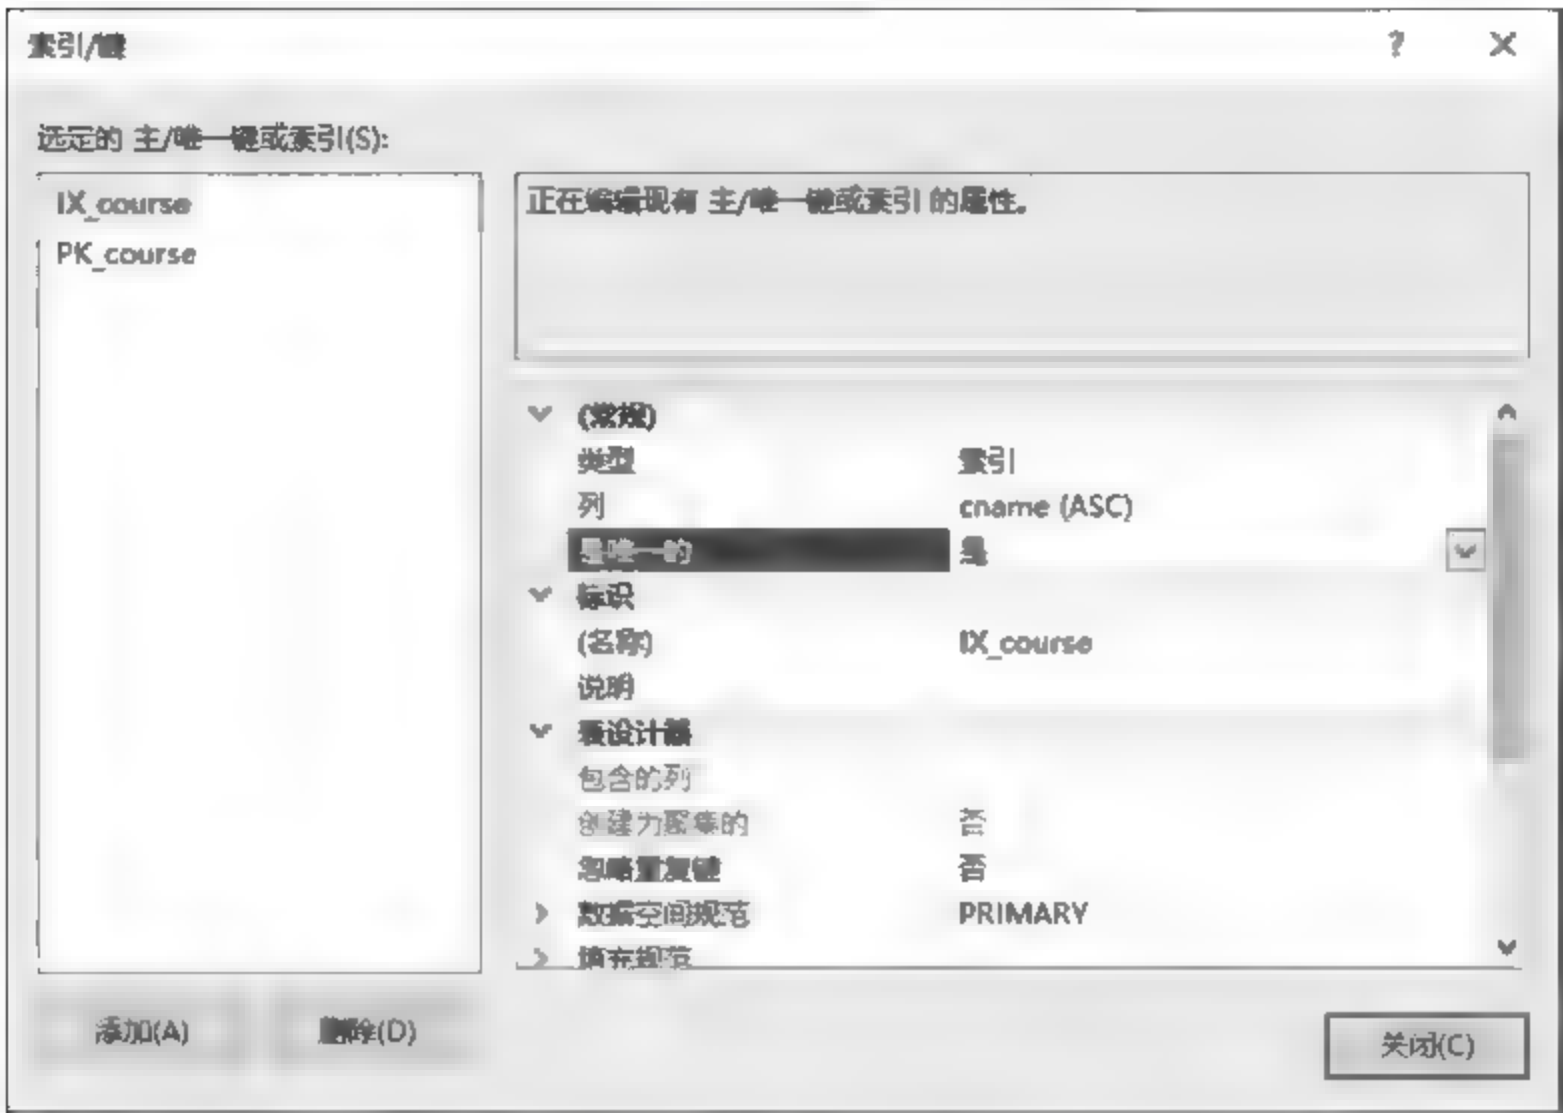 索引/键
?
选定的 主/唯一键或索引(S):
IX_course
PK_course
正在编辑现有 主/唯一键或索引 的属性。
(常规)
类型 索引
列 cname (ASC)
是唯一的 是
标识
(名称) IX_course
说明
表设计器
包含的列
创建为聚集的 否
忽略重复键 否
数据空间规范 PRIMARY
填充规范
添加(A) 删除(D)
关闭(C)